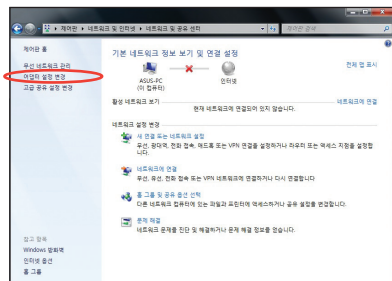 ▸ 제어판 ▸ 네트워크 및 인터넷 ▸ 네트워크 및 공유 센터
제어판 검색
제어판 홈
무선 네트워크 관리
어댑터 설정 변경
고급 공유 설정 변경
기본 네트워크 정보 보기 및 연결 설정
전체 맵 표시
ASUS-PC
(이 컴퓨터)
인터넷
활성 네트워크 보기
네트워크에 연결
현재 네트워크에 연결되어 있지 않습니다.
네트워크 설정 변경
새 연결 또는 네트워크 설정
무선, 광대역, 전화 접속, 애드혹 또는 VPN 연결을 설정하거나 라우터 또는 액세스 지점을 설정합
니다.
네트워크에 연결
무선, 유선, 전화 접속 또는 VPN 네트워크에 연결하거나 다시 연결합니다.
홈 그룹 및 공유 옵션 선택
다른 네트워크 컴퓨터에 있는 파일과 프린터에 액세스하거나 공유 설정을 변경합니다.
문제 해결
네트워크 문제를 진단 및 해결하거나 문제 해결 정보를 얻습니다.
참고 항목
Windows 방화벽
인터넷 옵션
홈 그룹